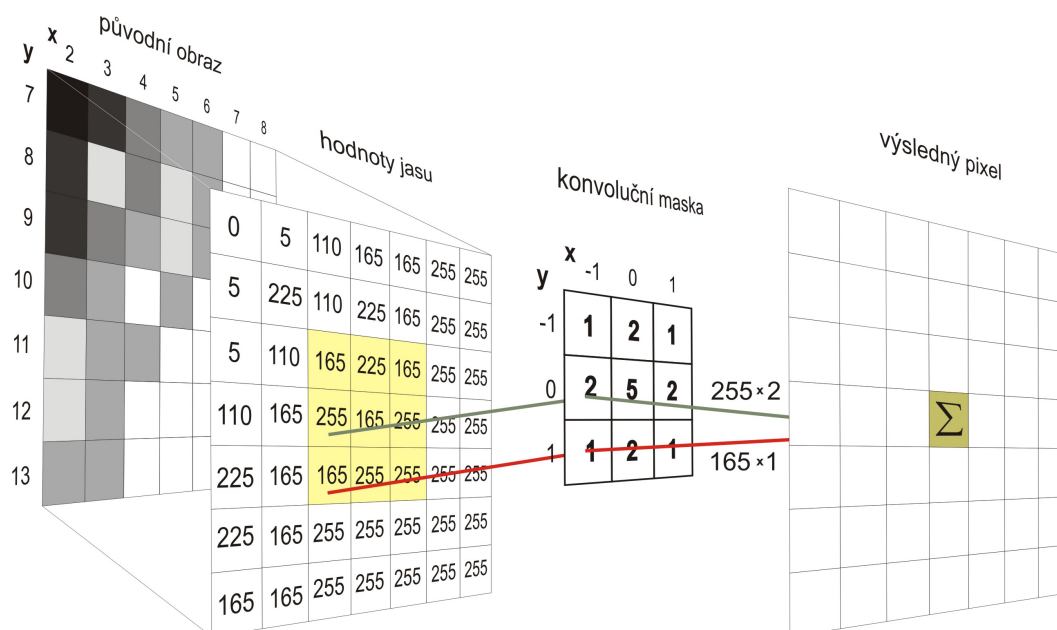 původní obraz
x 2 3 4 5 6 7 8
y
7
8
9
10
11
12
13
hodnoty jasu
0 5 110 165 165 255 255
5 225 110 225 165 255 255
5 110 165 225 165 255 255
110 165 255 165 255 255 255
225 165 165 255 255 255 255
225 165 255 255 255 255 255
165 165 255 255 255 255 255
konvoluční maska
x -1 0 1
y
-1 1 2 1
0 2 5 2
1 1 2 1
255×2
165×1
výsledný pixel
Σ